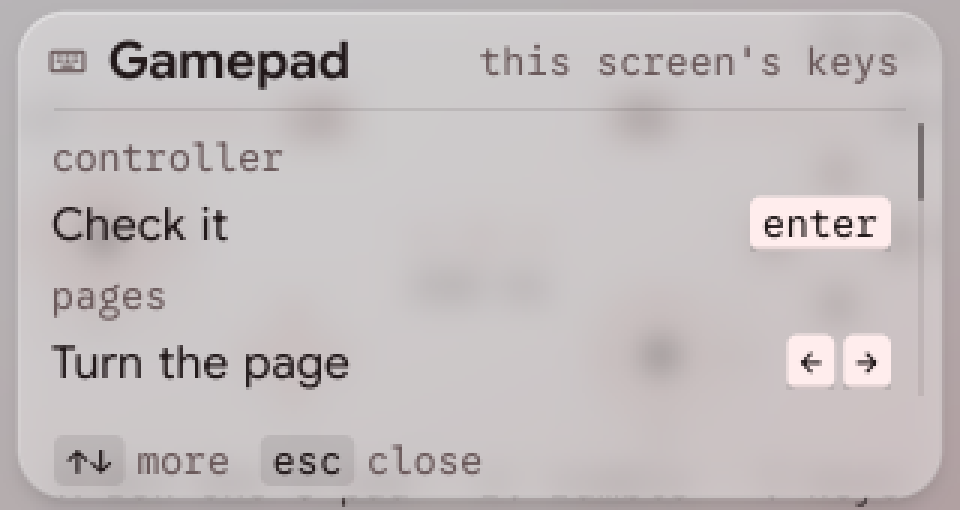 Gamepad this screen's keys
controller
Check it enter
pages
Turn the page ← →
↑↓ more esc close